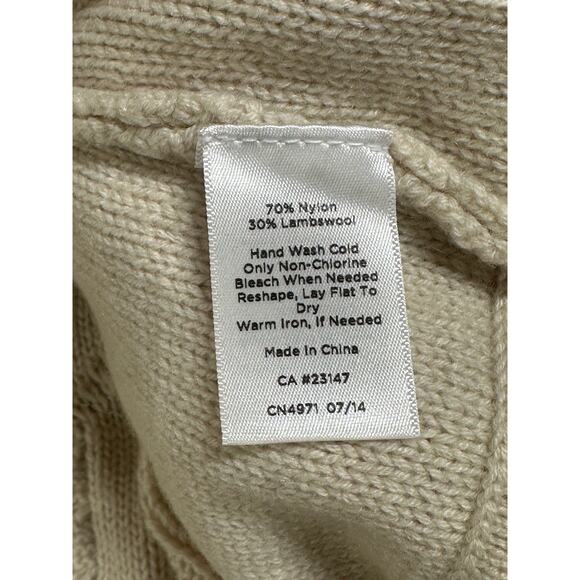 70% Nylon
30% Lambswool
Hand Wash Cold
Only Non-Chlorine
Bleach When Needed
Reshape, Lay Flat To
Dry
Warm Iron, If Needed
Made In China
CA #23147
CN4971 07/14